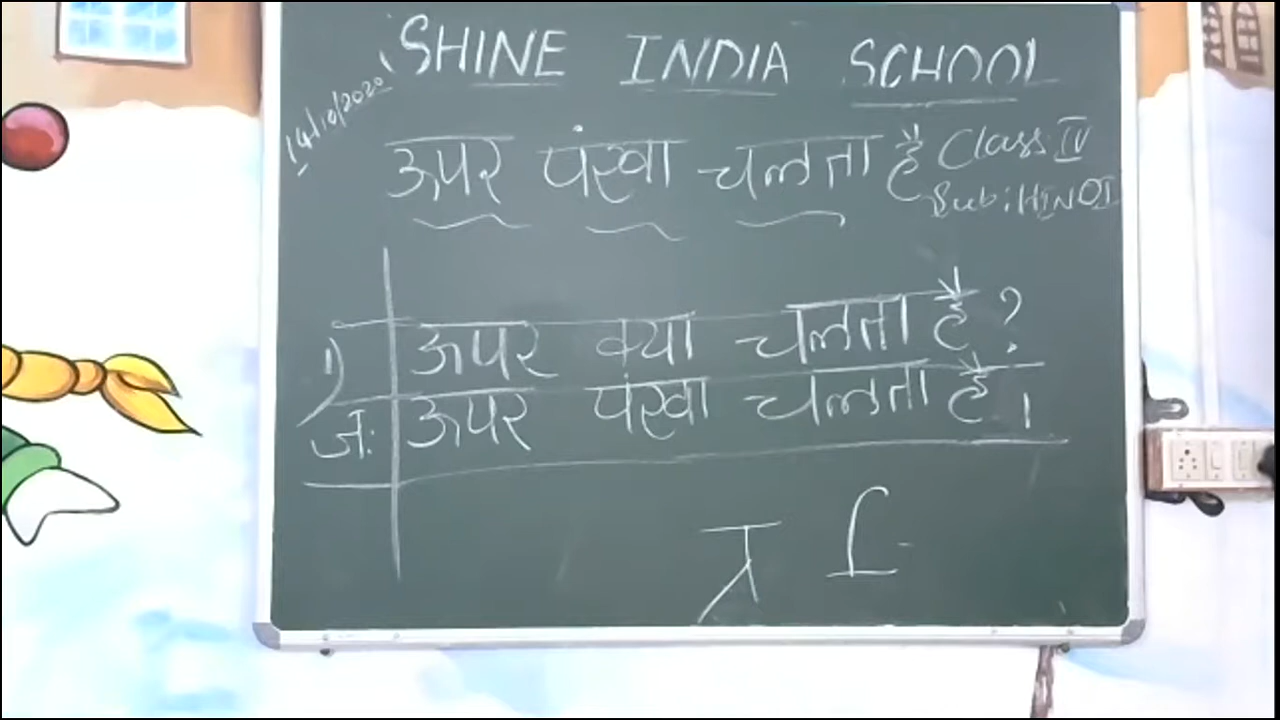 SHINE INDIA SCHOOL
14/10/2020
ऊपर पंखा चलता है
Class IV
Sub: HINDI
1) ऊपर क्या चलता है?
ज: ऊपर पंखा चलता है।